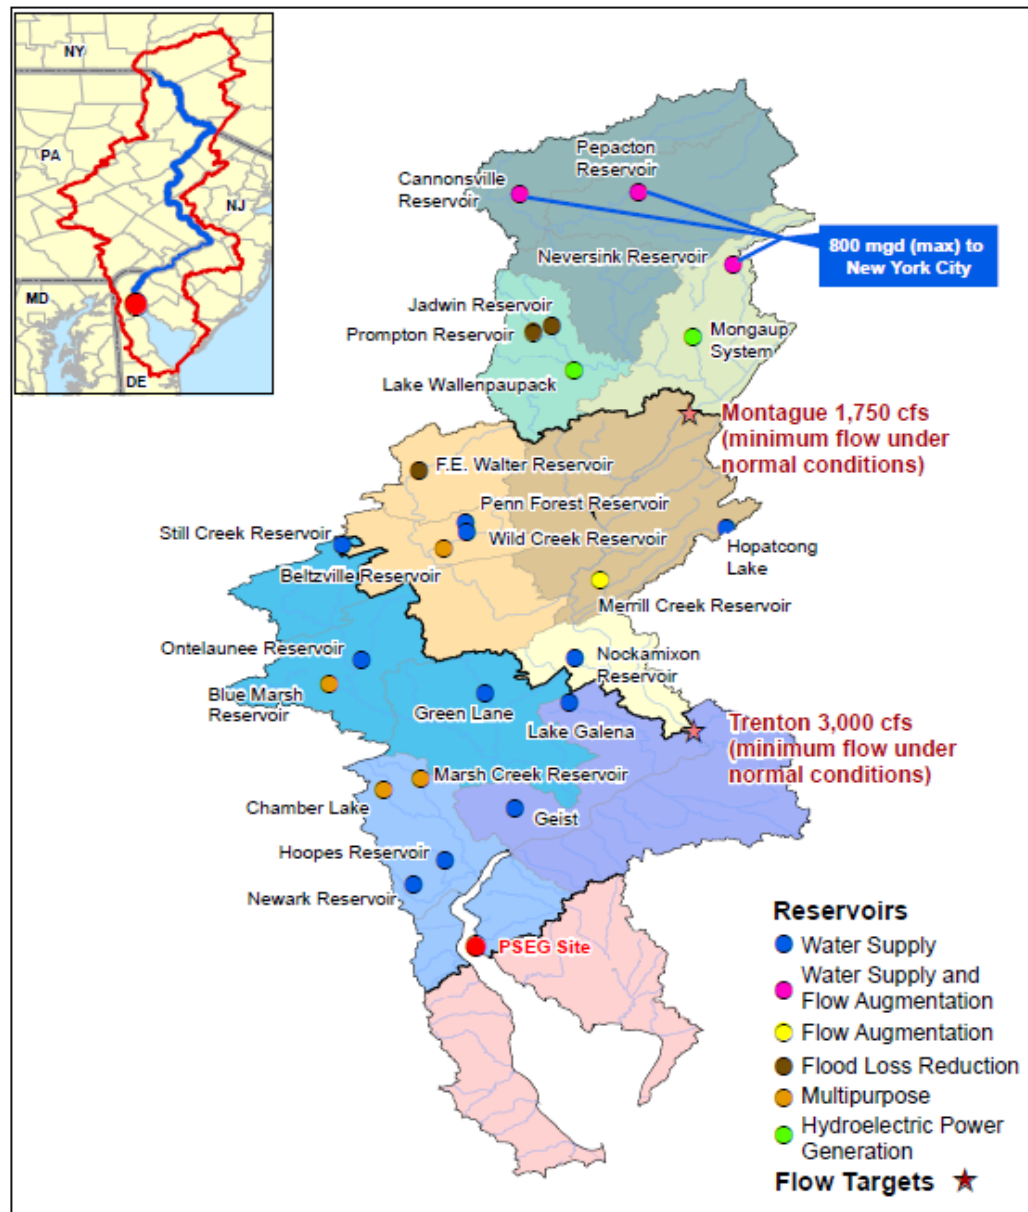 NY
PA
NJ
MD
DE
Pepacton
Reservoir
Cannonsville
Reservoir
800 mgd (max) to
New York City
Neversink Reservoir
Jadwin Reservoir
Prompton Reservoir
Mongaup
System
Lake Wallenpaupack
Montague 1,750 cfs
(minimum flow under
normal conditions)
F.E. Walter Reservoir
Penn Forest Reservoir
Still Creek Reservoir
Wild Creek Reservoir
Hopatcong
Lake
Beltzville Reservoir
Merrill Creek Reservoir
Ontelaunee Reservoir
Nockamixon
Reservoir
Blue Marsh
Reservoir
Green Lane
Lake Galena
Trenton 3,000 cfs
(minimum flow under
normal conditions)
Marsh Creek Reservoir
Chamber Lake
Geist
Hoopes Reservoir
Newark Reservoir
PSEG Site
Reservoirs
Water Supply
Water Supply and
Flow Augmentation
Flow Augmentation
Flood Loss Reduction
Multipurpose
Hydroelectric Power
Generation
Flow Targets